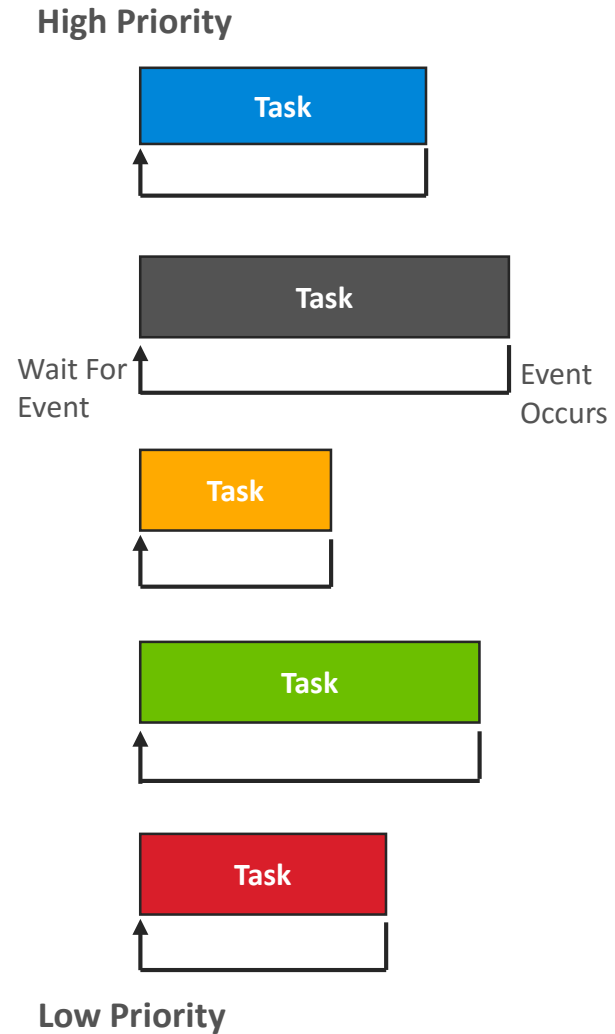 High Priority
Task
Task
Wait For
Event
Event
Occurs
Task
Task
Task
Low Priority